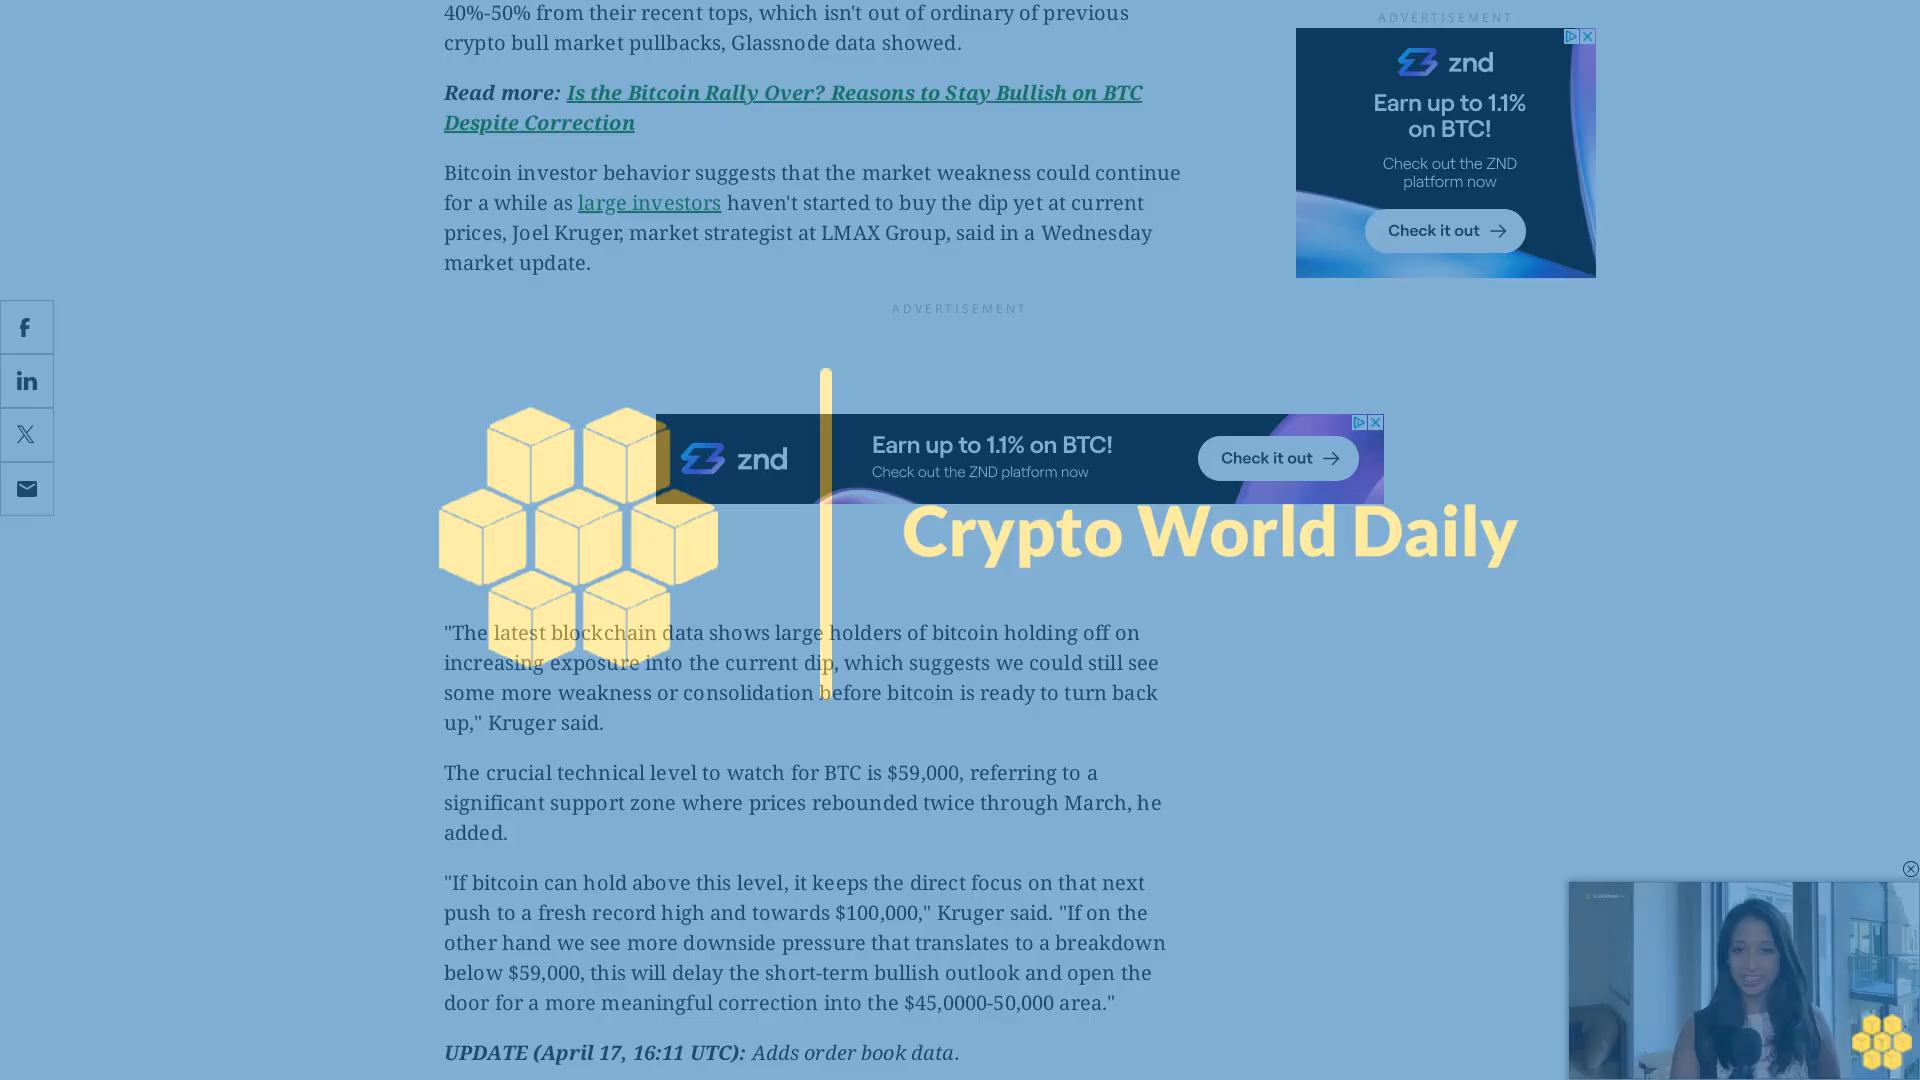 40%-50% from their recent tops, which isn't out of ordinary of previous
crypto bull market pullbacks, Glassnode data showed.
Read more: Is the Bitcoin Rally Over? Reasons to Stay Bullish on BTC
Despite Correction
Bitcoin investor behavior suggests that the market weakness could continue
for a while as large investors haven't started to buy the dip yet at current
prices, Joel Kruger, market strategist at LMAX Group, said in a Wednesday
market update.
ADVERTISEMENT
znd
Earn up to 1.1%
on BTC!
Check out the ZND
platform now
Check it out
ADVERTISEMENT
znd
Earn up to 1.1% on BTC!
Check out the ZND platform now
Check it out
Crypto World Daily
"The latest blockchain data shows large holders of bitcoin holding off on
increasing exposure into the current dip, which suggests we could still see
some more weakness or consolidation before bitcoin is ready to turn back
up," Kruger said.
The crucial technical level to watch for BTC is $59,000, referring to a
significant support zone where prices rebounded twice through March, he
added.
"If bitcoin can hold above this level, it keeps the direct focus on that next
push to a fresh record high and towards $100,000," Kruger said. "If on the
other hand we see more downside pressure that translates to a breakdown
below $59,000, this will delay the short-term bullish outlook and open the
door for a more meaningful correction into the $45,0000-50,000 area."
UPDATE (April 17, 16:11 UTC): Adds order book data.